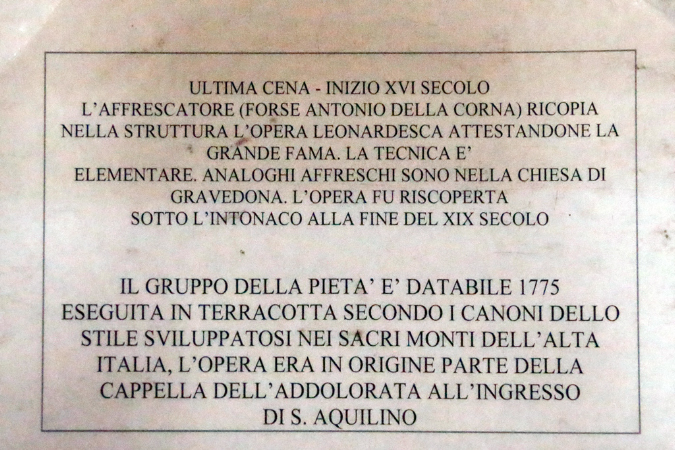 ULTIMA CENA - INIZIO XVI SECOLO
L'AFFRESCATORE (FORSE ANTONIO DELLA CORNA) RICOPIA
NELLA STRUTTURA L'OPERA LEONARDESCA ATTESTANDONE LA
GRANDE FAMA. LA TECNICA E'
ELEMENTARE. ANALOGHI AFFRESCHI SONO NELLA CHIESA DI
GRAVEDONA. L'OPERA FU RISCOPERTA
SOTTO L'INTONACO ALLA FINE DEL XIX SECOLO
IL GRUPPO DELLA PIETA' E' DATABILE 1775
ESEGUITA IN TERRACOTTA SECONDO I CANONI DELLO
STILE SVILUPPATOSI NEI SACRI MONTI DELL'ALTA
ITALIA, L'OPERA ERA IN ORIGINE PARTE DELLA
CAPPELLA DELL'ADDOLORATA ALL'INGRESSO
DI S. AQUILINO